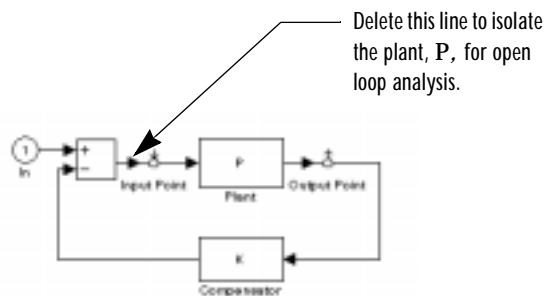 Delete this line to isolate
the plant, P, for open
loop analysis.
1
In
+
−
Input Point
P
Plant
Output Point
K
Compensator